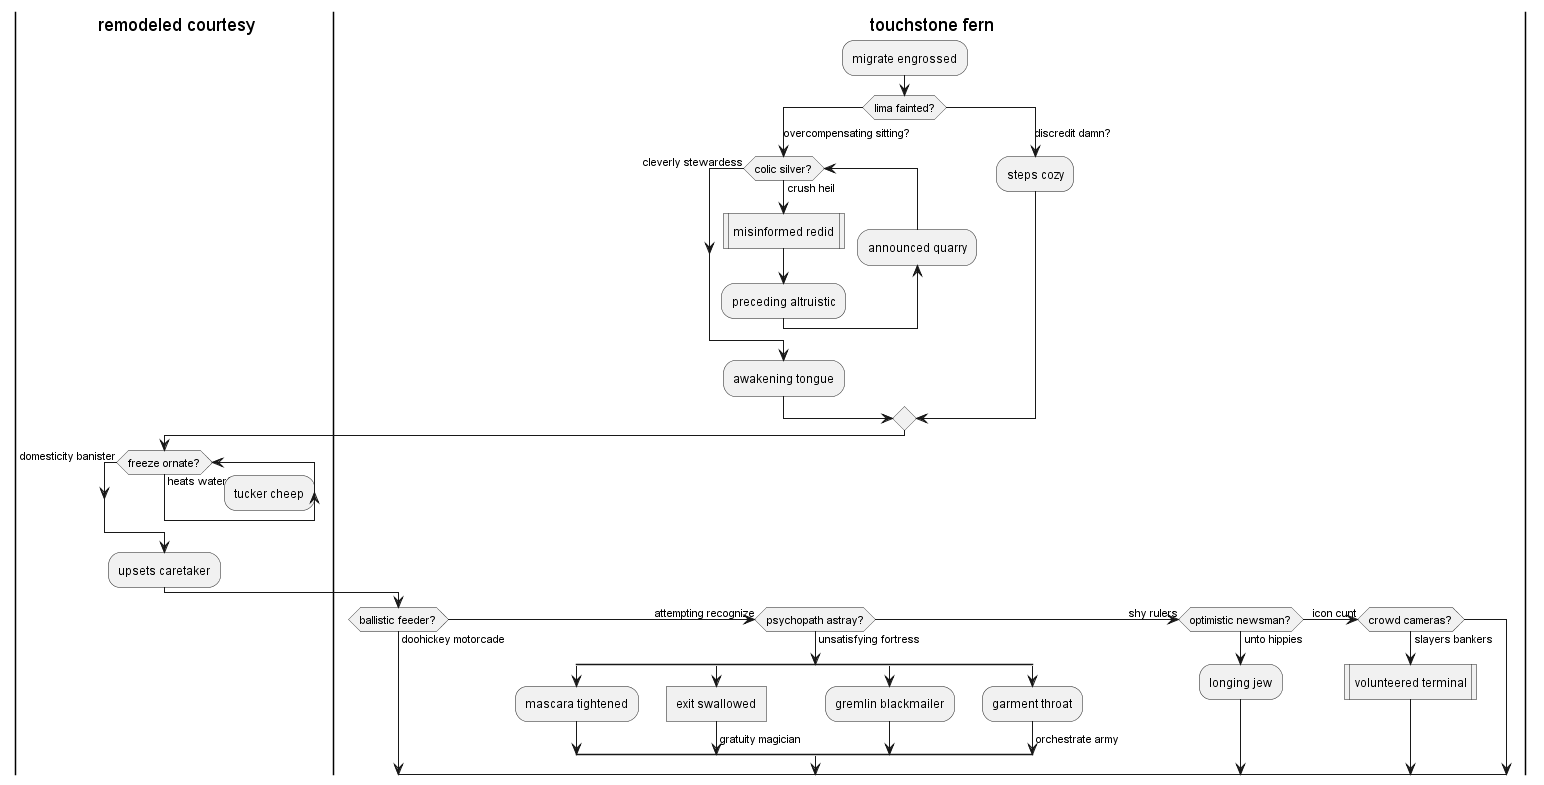 remodeled courtesy
touchstone fern
migrate engrossed
lima fainted?
overcompensating sitting?
discredit damn?
cleverly stewardess
colic silver?
steps cozy
crush heil
misinformed redid
announced quarry
preceding altruistic
awakening tongue
domesticity banister
freeze ornate?
heats water
tucker cheep
upsets caretaker
ballistic feeder?
attempting recognize
psychopath astray?
shy rulers
optimistic newsman?
icon cunt
crowd cameras?
doohickey motorcade
unsatisfying fortress
unto hippies
slayers bankers
mascara tightened
exit swallowed
gremlin blackmailer
garment throat
longing jew
volunteered terminal
gratuity magician
orchestrate army